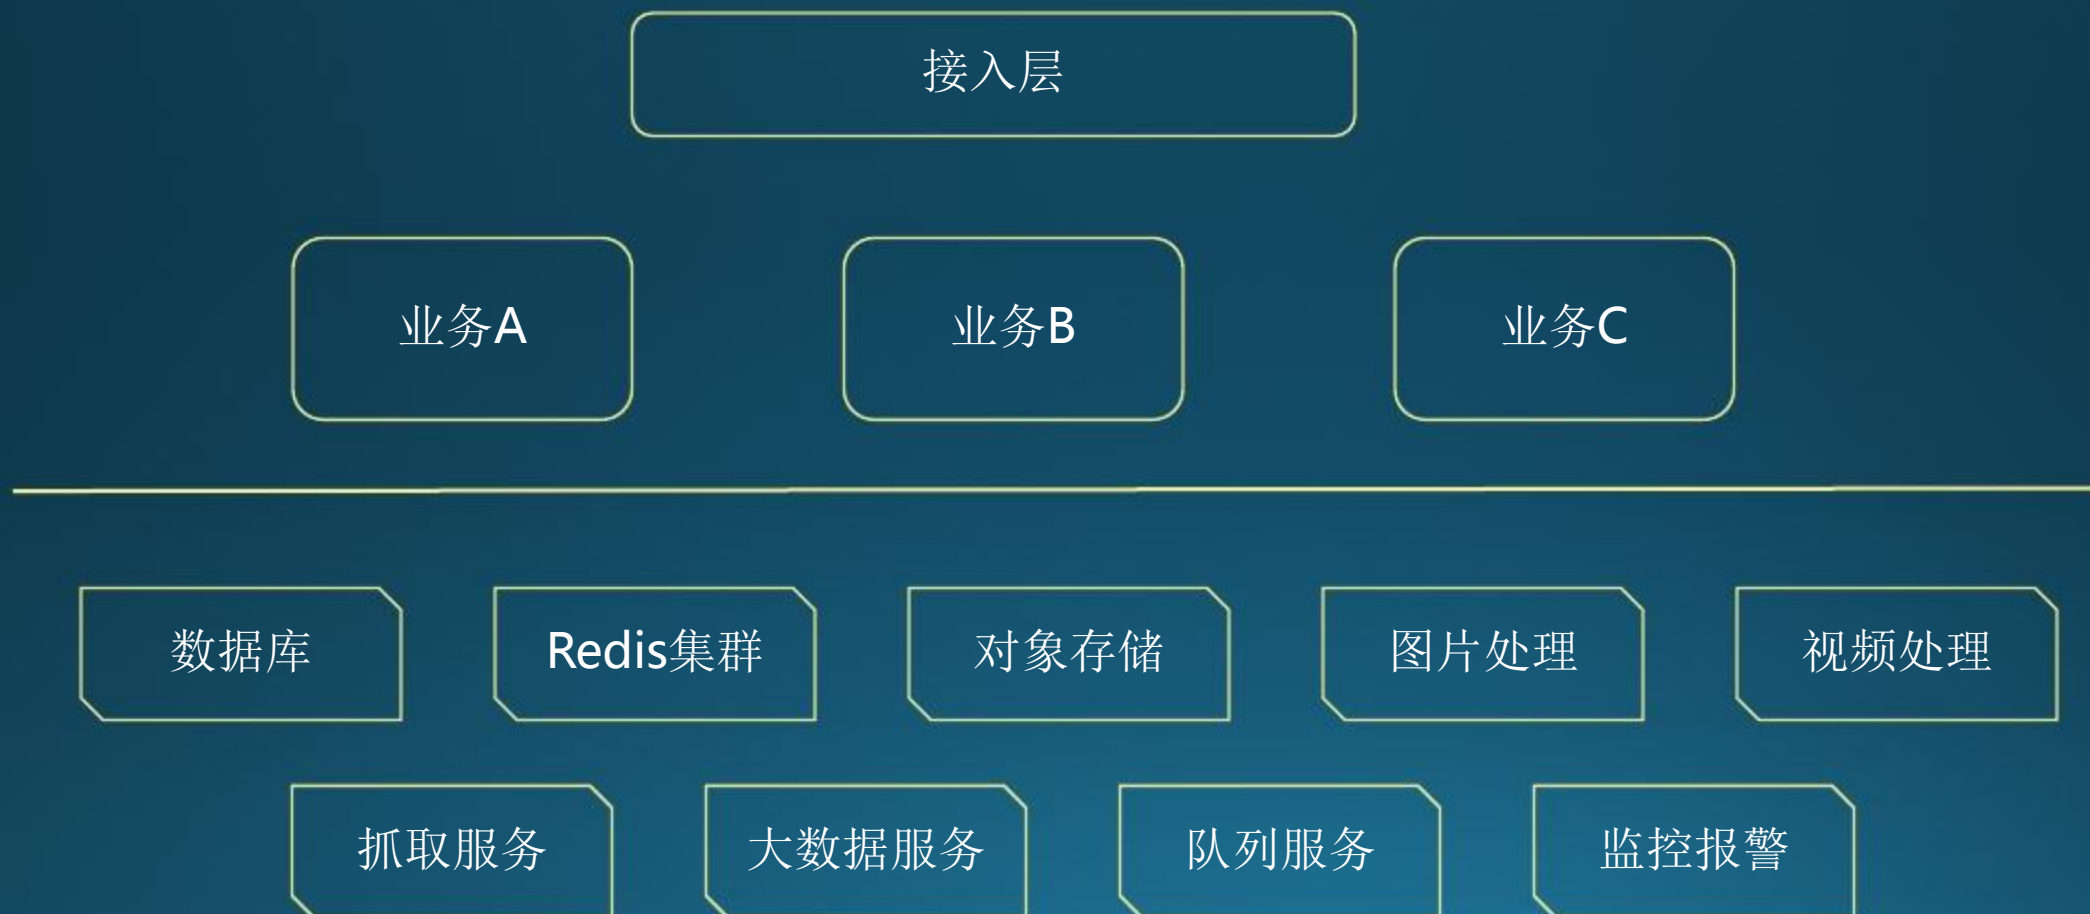 接入层
业务A
业务B
业务C
数据库
Redis集群
对象存储
图片处理
视频处理
抓取服务
大数据服务
队列服务
监控报警